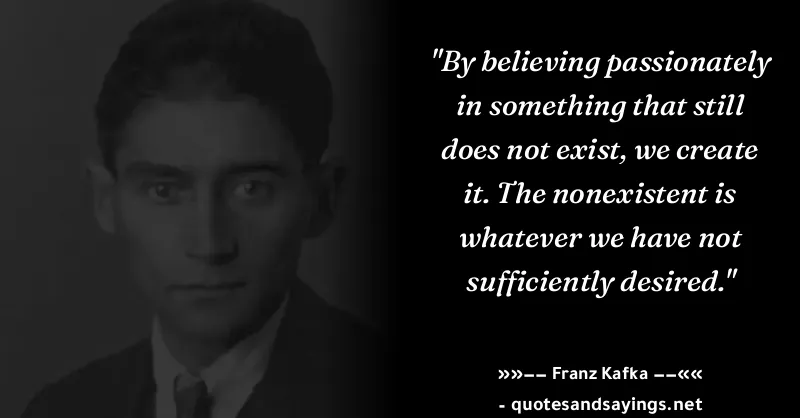 "By believing passionately
in something that still
does not exist, we create
it. The nonexistent is
whatever we have not
sufficiently desired."
»»–– Franz Kafka ––««
- quotesandsayings.net